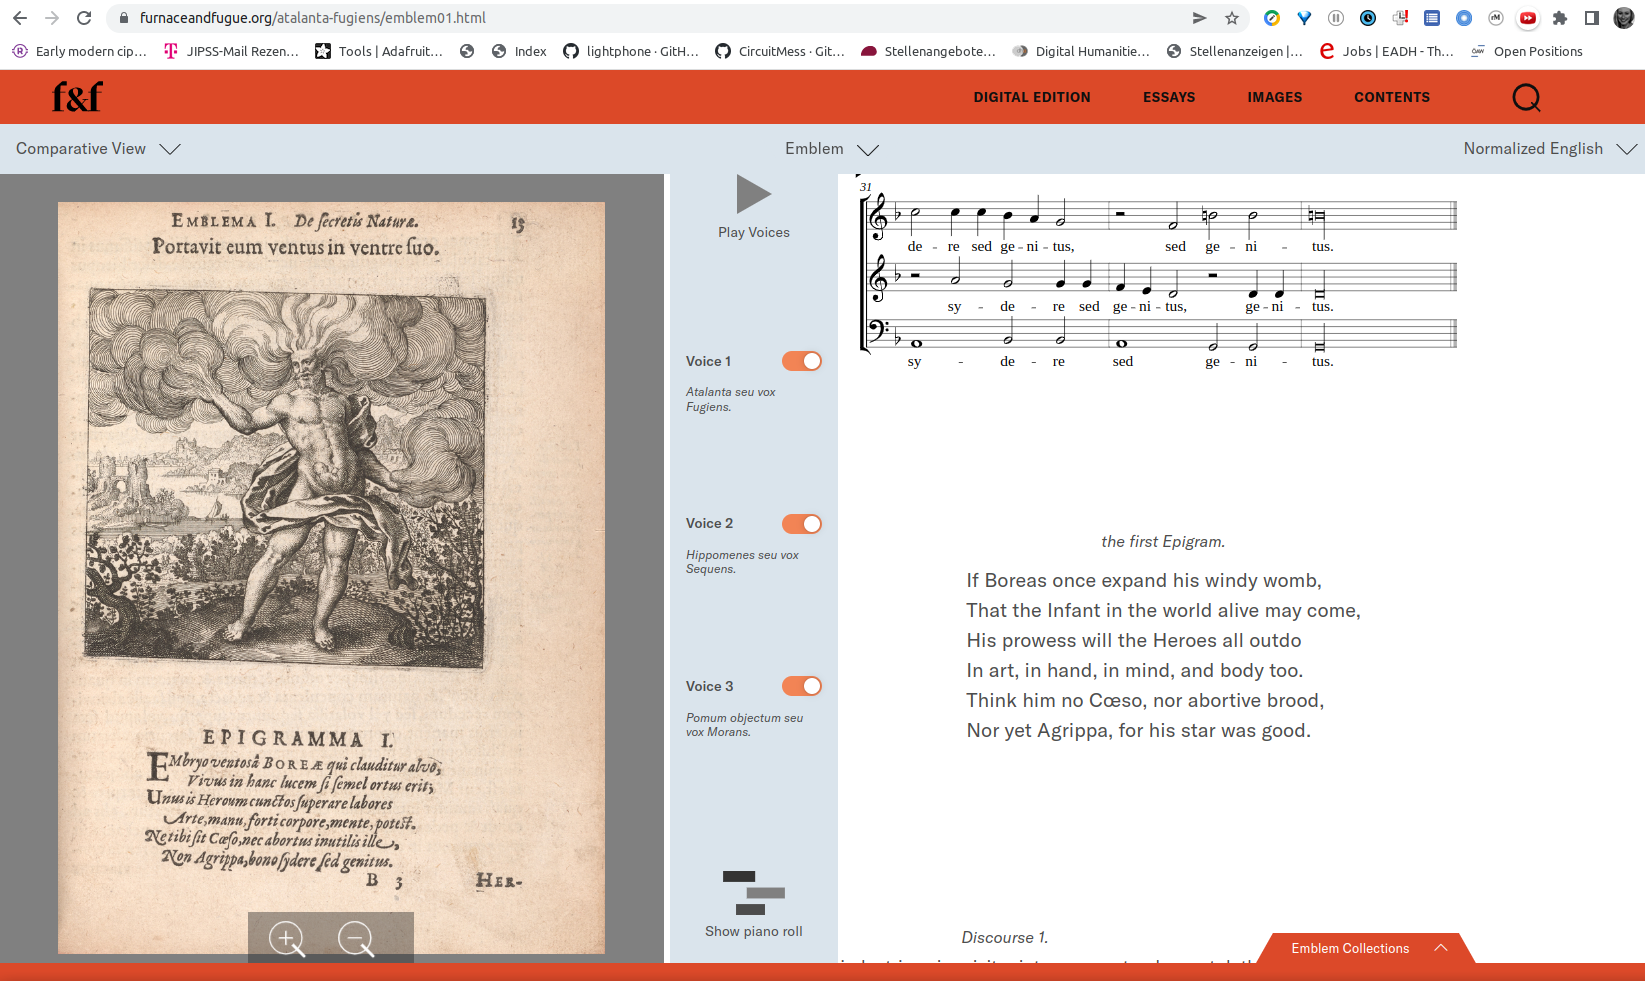 furnaceandfugue.org/atalanta-fugiens/emblem01.html
Early modern cip…
JIPSS-Mail Rezen…
Tools | Adafruit…
Index
lightphone · GitH…
CircuitMess · Git…
Stellenangebote…
Digital Humanitie…
Stellenanzeigen |…
Jobs | EADH - Th…
Open Positions
f&f
DIGITAL EDITION
ESSAYS
IMAGES
CONTENTS
Comparative View
Emblem
Normalized English
EMBLEMA I. De ſecretis Naturæ. 15
Portavit eum ventus in ventre ſuo.
EPIGRAMMA I.
EMbryo ventosâ BOREÆ qui clauditur alvo,
Vivus in hanc lucem ſi ſemel ortus erit;
Unus is Heroum cunctos ſuperare labores
Arte, manu, forti corpore, mente, poteſt.
Ne tibi ſit Cæſo, nec abortus inutilis ille,
Non Agrippa, bono ſydere ſed genitus.
B 3 HER-
Play Voices
Voice 1
Atalanta seu vox
Fugiens.
Voice 2
Hippomenes seu vox
Sequens.
Voice 3
Pomum objectum seu
vox Morans.
Show piano roll
31
de - re sed ge - ni - tus, sed ge - ni - tus.
sy - de - re sed ge - ni - tus, ge - ni - tus.
sy - de - re sed ge - ni - tus.
the first Epigram.
If Boreas once expand his windy womb,
That the Infant in the world alive may come,
His prowess will the Heroes all outdo
In art, in hand, in mind, and body too.
Think him no Cœso, nor abortive brood,
Nor yet Agrippa, for his star was good.
Discourse 1.
Emblem Collections